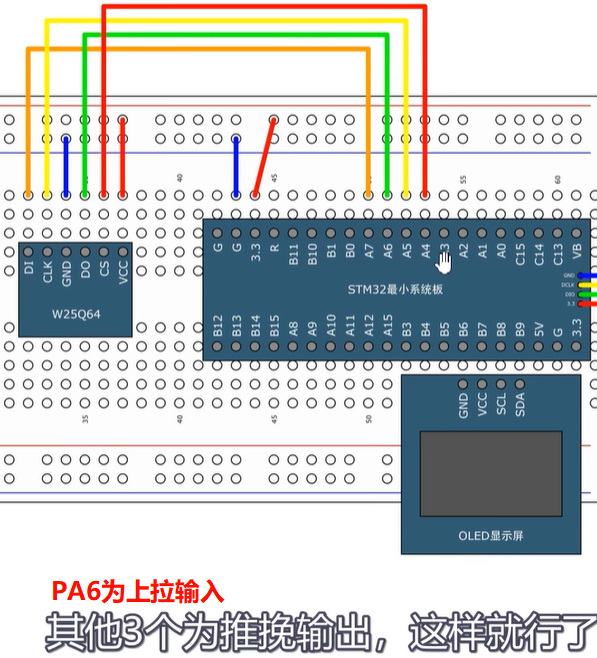 40
45
55
60
DI CLK GND DO CS VCC
W25Q64
G G 3.3 R B11 B10 B1 B0 A7 A6 A5 A4 A2 A1 A0 C15 C14 C13 VB
STM32最小系统板
GND
DCLK
DIO
3.3
B12 B13 B14 B15 A8 A9 A10 A11 A12 A15 B3 B4 B5 B6 B7 B8 B9 5V G 3.3
GND VCC SCL SDA
35
40
45
50
OLED显示屏
PA6为上拉输入
其他3个为推挽输出，这样就行了